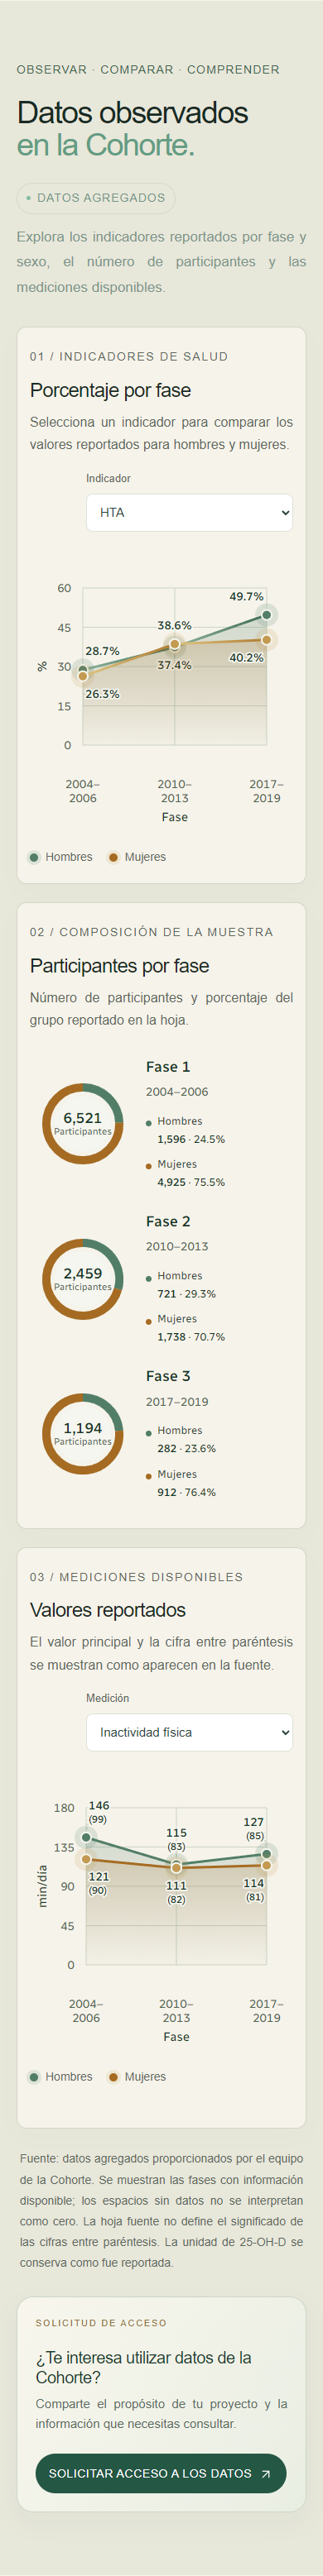 OBSERVAR · COMPARAR · COMPRENDER
Datos observados
en la Cohorte.
• DATOS AGREGADOS
Explora los indicadores reportados por fase y
sexo, el número de participantes y las
mediciones disponibles.
01 / INDICADORES DE SALUD
Porcentaje por fase
Selecciona un indicador para comparar los
valores reportados para hombres y mujeres.
Indicador
HTA
60
45
30
15
0
%
28.7%
26.3%
38.6%
37.4%
49.7%
40.2%
2004–
2006
2010–
2013
2017–
2019
Fase
Hombres
Mujeres
02 / COMPOSICIÓN DE LA MUESTRA
Participantes por fase
Número de participantes y porcentaje del
grupo reportado en la hoja.
6,521
Participantes
Fase 1
2004–2006
Hombres
1,596 · 24.5%
Mujeres
4,925 · 75.5%
2,459
Participantes
Fase 2
2010–2013
Hombres
721 · 29.3%
Mujeres
1,738 · 70.7%
1,194
Participantes
Fase 3
2017–2019
Hombres
282 · 23.6%
Mujeres
912 · 76.4%
03 / MEDICIONES DISPONIBLES
Valores reportados
El valor principal y la cifra entre paréntesis
se muestran como aparecen en la fuente.
Medición
Inactividad física
180
135
90
45
0
min/día
146
(99)
121
(90)
115
(83)
111
(82)
127
(85)
114
(81)
2004–
2006
2010–
2013
2017–
2019
Fase
Hombres
Mujeres
Fuente: datos agregados proporcionados por el equipo
de la Cohorte. Se muestran las fases con información
disponible; los espacios sin datos no se interpretan
como cero. La hoja fuente no define el significado de
las cifras entre paréntesis. La unidad de 25-OH-D se
conserva como fue reportada.
SOLICITUD DE ACCESO
¿Te interesa utilizar datos de la
Cohorte?
Comparte el propósito de tu proyecto y la
información que necesitas consultar.
SOLICITAR ACCESO A LOS DATOS ↗